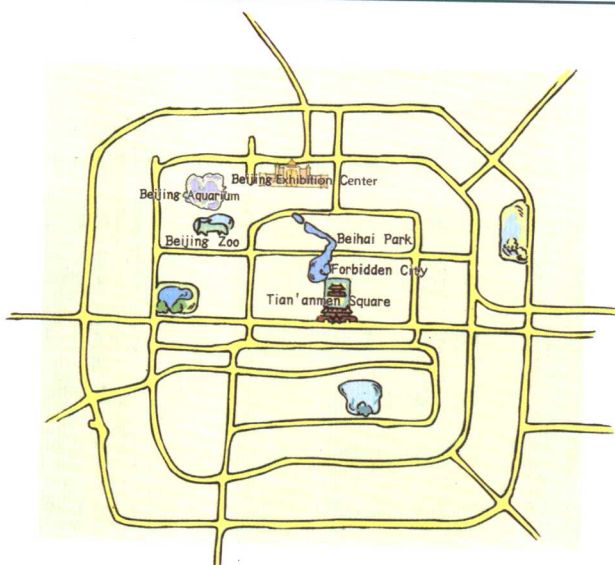 Beijing Exhibition Center
Beijing Aquarium
Beijing Zoo
Beihai Park
Forbidden City
Tian'anmen Square